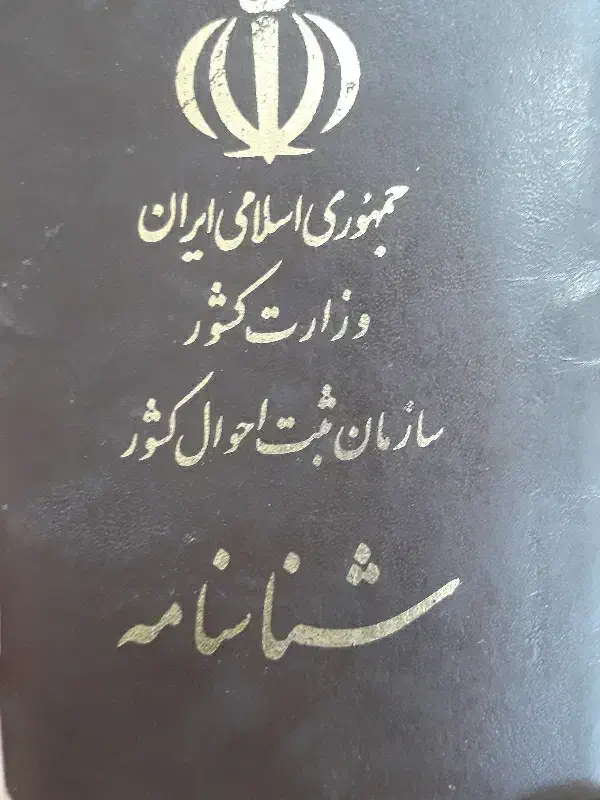 جمهوری اسلامی ایران
وزارت کشور
سازمان ثبت احوال کشور
شناسنامه